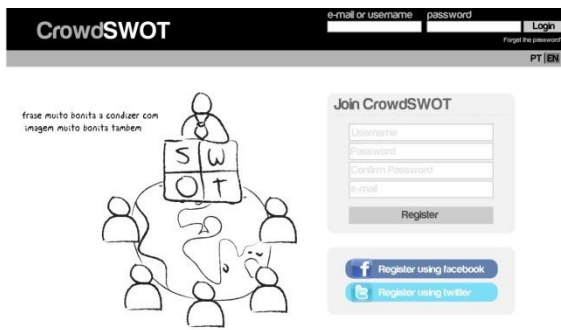 e-mail or username password
CrowdSWOT
Login
Forget the password
PT|EN
frase muito bonita a condizer com
imagem muito bonita tambem
S W
O T
Join CrowdSWOT
Username
Password
Confirm Password
e-mail
Register
f Register using facebook
t Register using twitter